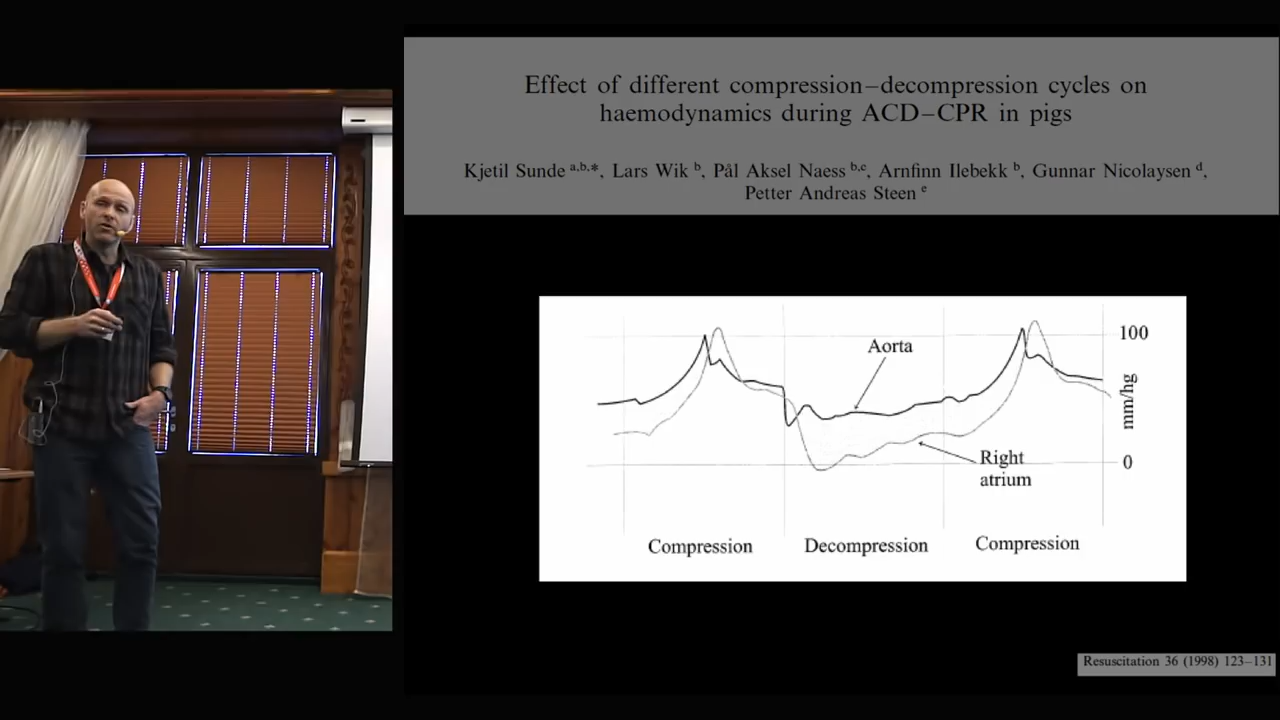 Effect of different compression–decompression cycles on
haemodynamics during ACD–CPR in pigs
Kjetil Sunde a,b,*, Lars Wik b, Pål Aksel Naess b,c, Arnfinn Ilebekk b, Gunnar Nicolaysen d,
Petter Andreas Steen e
Aorta
100
mm/hg
0
Right
atrium
Compression
Decompression
Compression
Resuscitation 36 (1998) 123–131